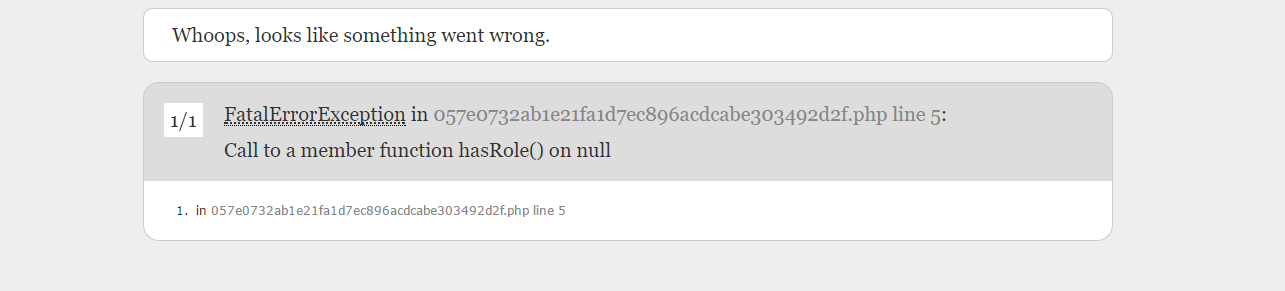 Whoops, looks like something went wrong.
1/1 FatalErrorException in 057e0732ab1e21fa1d7ec896acdcabe303492d2f.php line 5:
Call to a member function hasRole() on null
1. in 057e0732ab1e21fa1d7ec896acdcabe303492d2f.php line 5